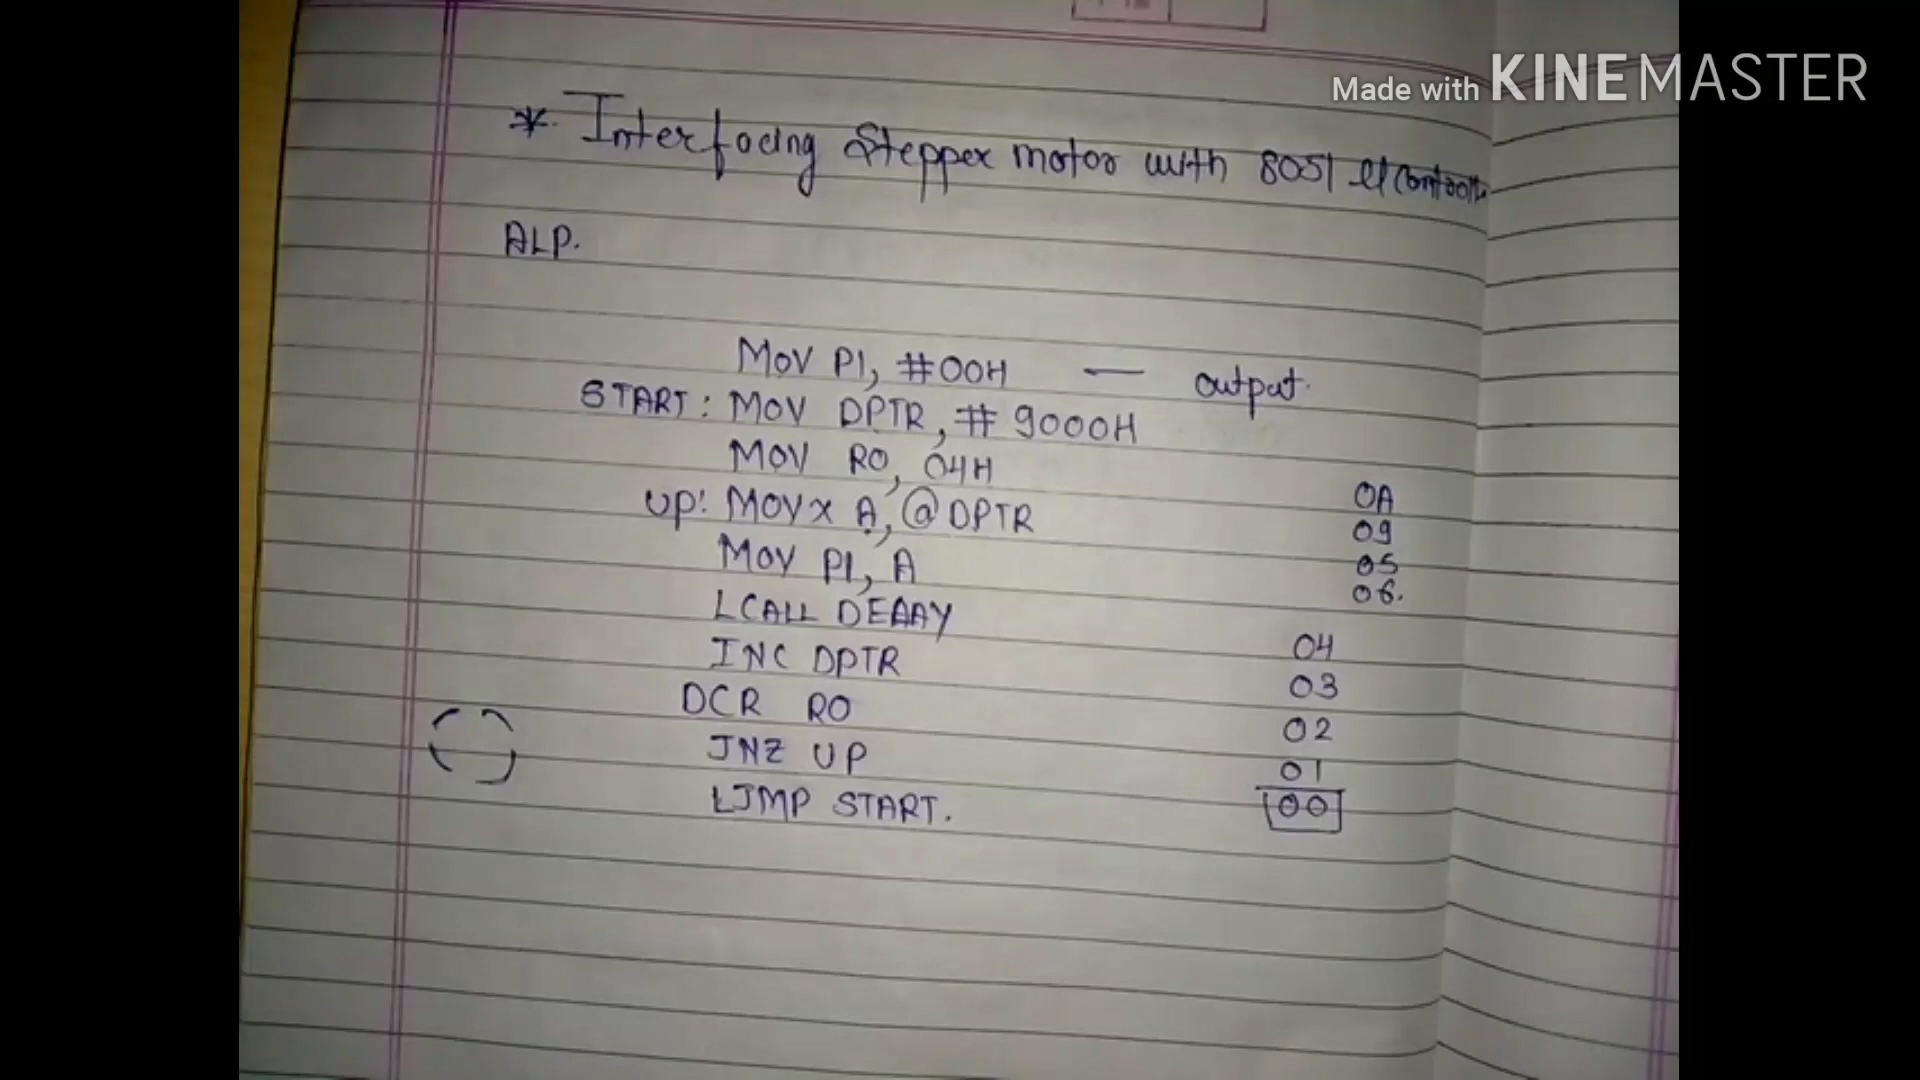 Made with KINEMASTER
* Interfacing Stepper motor with 8051
ALP.
MOV P1, #00H — output.
START: MOV DPTR, # 9000H
MOV R0, 04H
UP: MOVX A, @DPTR
MOV P1, A
LCALL DEAAY
INC DPTR
DCR R0
JNZ UP
LJMP START.
0A
09
05
06.
04
03
02
01
00